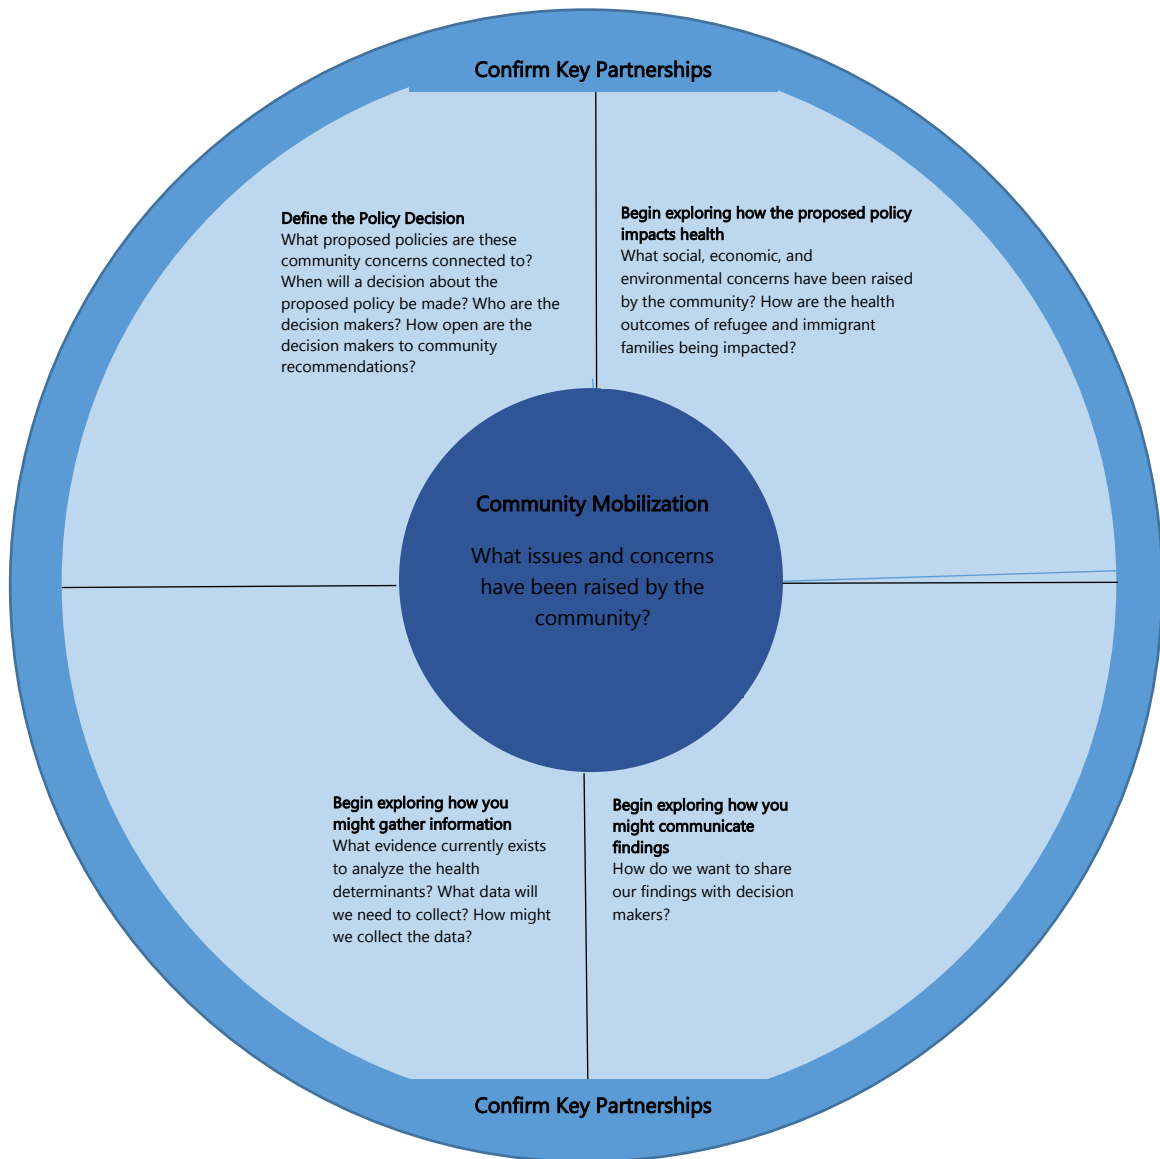 Confirm Key Partnerships
Define the Policy Decision
What proposed policies are these
community concerns connected to?
When will a decision about the
proposed policy be made? Who are the
decision makers? How open are the
decision makers to community
recommendations?
Begin exploring how the proposed policy
impacts health
What social, economic, and
environmental concerns have been raised
by the community? How are the health
outcomes of refugee and immigrant
families being impacted?
Community Mobilization
What issues and concerns
have been raised by the
community?
Begin exploring how you
might gather information
What evidence currently exists
to analyze the health
determinants? What data will
we need to collect? How might
we collect the data?
Begin exploring how you
might communicate
findings
How do we want to share
our findings with decision
makers?
Confirm Key Partnerships